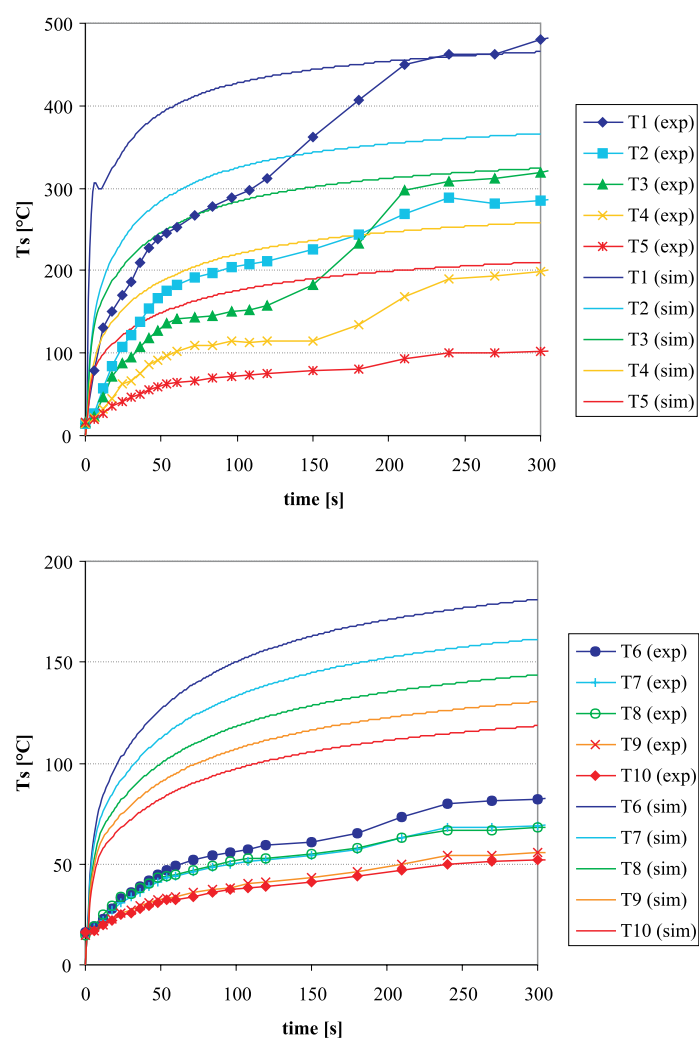 500
400
300
200
100
0
Ts [°C]
0 50 100 150 200 250 300
time [s]
T1 (exp)
T2 (exp)
T3 (exp)
T4 (exp)
T5 (exp)
T1 (sim)
T2 (sim)
T3 (sim)
T4 (sim)
T5 (sim)
200
150
100
50
0
Ts [°C]
0 50 100 150 200 250 300
time [s]
T6 (exp)
T7 (exp)
T8 (exp)
T9 (exp)
T10 (exp)
T6 (sim)
T7 (sim)
T8 (sim)
T9 (sim)
T10 (sim)